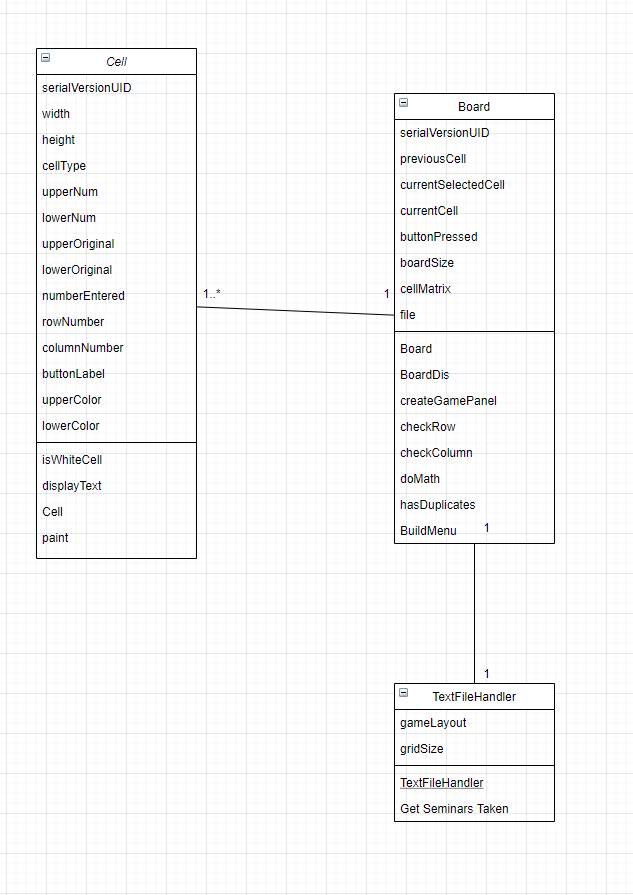 Cell
serialVersionUID
width
height
cellType
upperNum
lowerNum
upperOriginal
lowerOriginal
numberEntered
rowNumber
columnNumber
buttonLabel
upperColor
lowerColor
isWhiteCell
displayText
Cell
paint
1..*
1
Board
serialVersionUID
previousCell
currentSelectedCell
currentCell
buttonPressed
boardSize
cellMatrix
file
Board
BoardDis
createGamePanel
checkRow
checkColumn
doMath
hasDuplicates
BuildMenu
1
1
TextFileHandler
gameLayout
gridSize
TextFileHandler
Get Seminars Taken